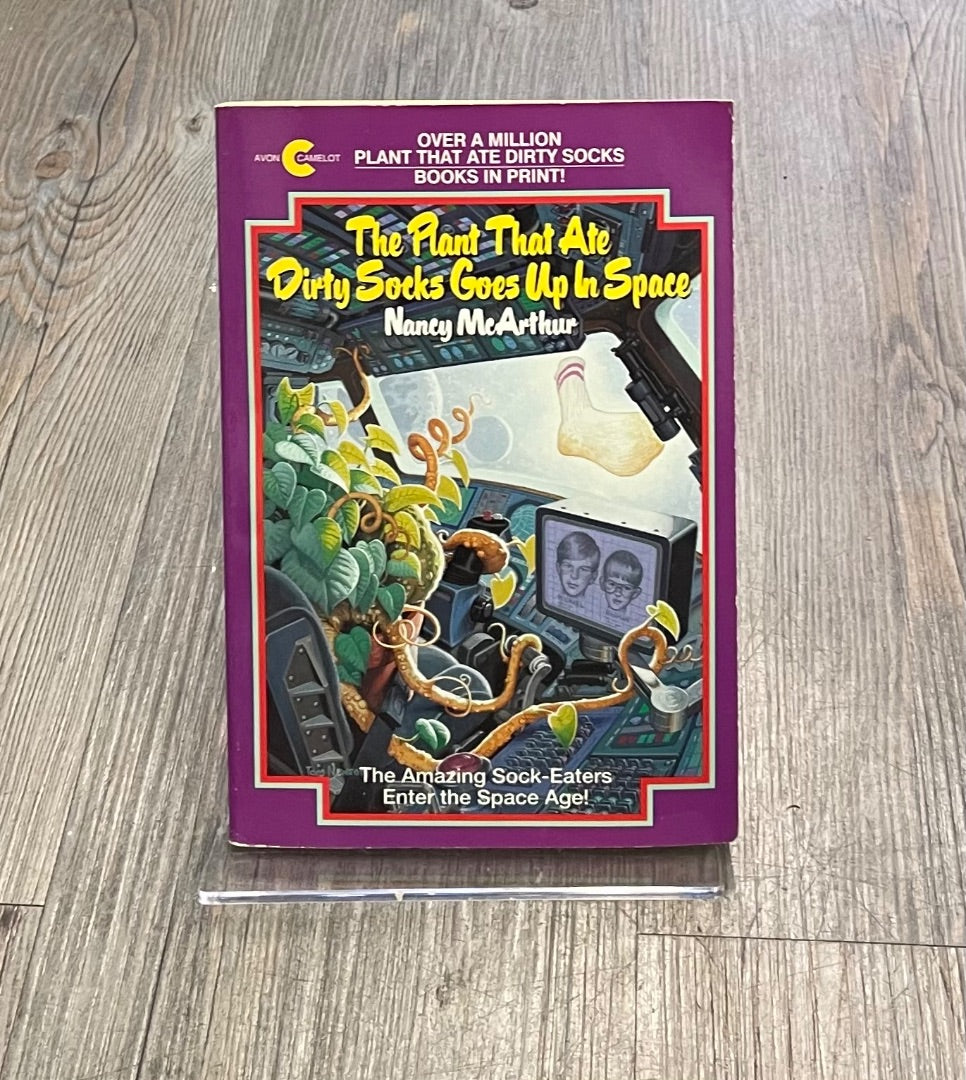 AVON CAMELOT
OVER A MILLION
PLANT THAT ATE DIRTY SOCKS
BOOKS IN PRINT!
The Plant That Ate
Dirty Socks Goes Up In Space
Nancy McArthur
The Amazing Sock-Eaters
Enter the Space Age!